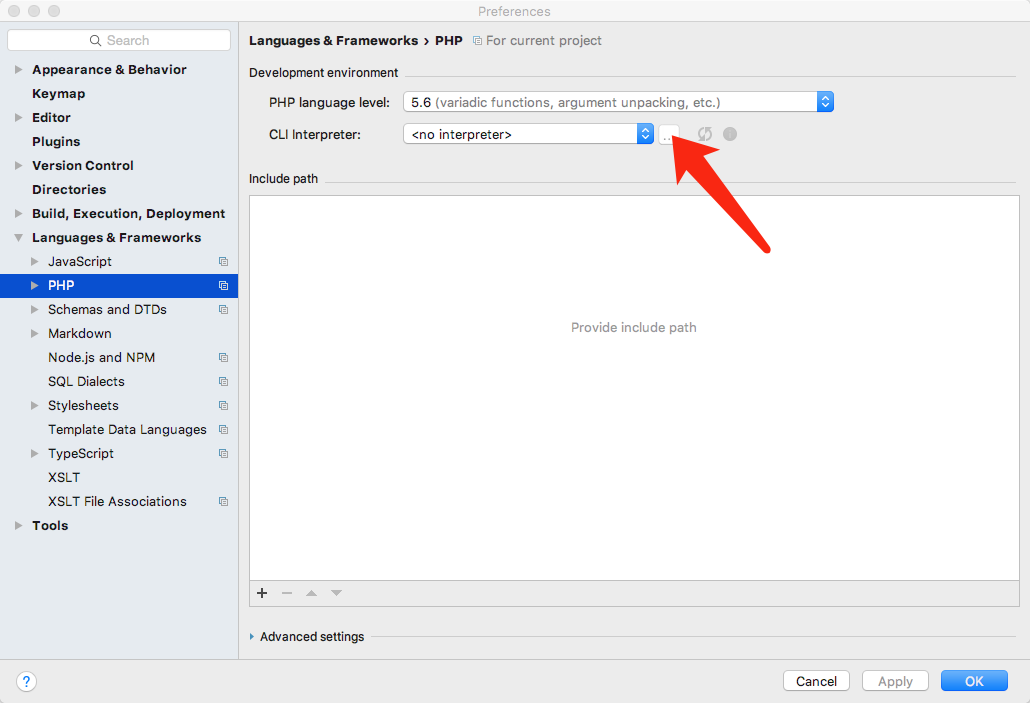 Preferences
Search
Appearance & Behavior
Keymap
Editor
Plugins
Version Control
Directories
Build, Execution, Deployment
Languages & Frameworks
JavaScript
PHP
Schemas and DTDs
Markdown
Node.js and NPM
SQL Dialects
Stylesheets
Template Data Languages
TypeScript
XSLT
XSLT File Associations
Tools
Languages & Frameworks › PHP For current project
Development environment
PHP language level: 5.6 (variadic functions, argument unpacking, etc.)
CLI Interpreter: <no interpreter> ...
Include path
Provide include path
Advanced settings
? Cancel Apply OK